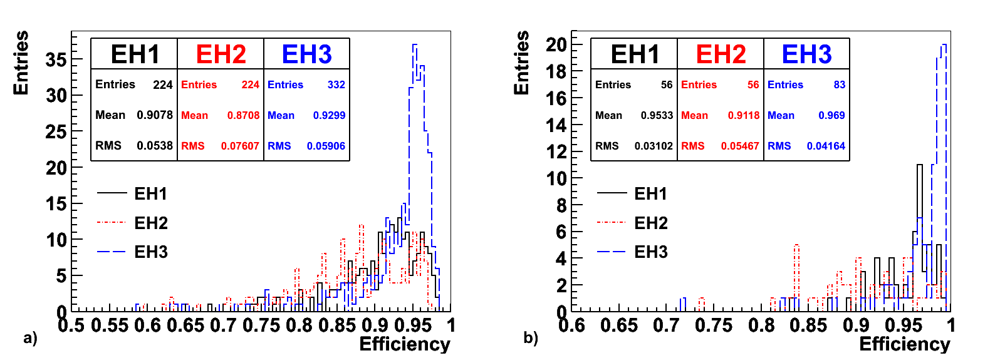 Entries
EH1 EH2 EH3
Entries 224 Entries 224 Entries 332
Mean 0.9078 Mean 0.8708 Mean 0.9299
RMS 0.0538 RMS 0.07607 RMS 0.05906
35
30
25
20
15
10
5
0
EH1
EH2
EH3
0.5 0.55 0.6 0.65 0.7 0.75 0.8 0.85 0.9 0.95 1
Efficiency
a)
Entries
EH1 EH2 EH3
Entries 56 Entries 56 Entries 83
Mean 0.9533 Mean 0.9118 Mean 0.969
RMS 0.03102 RMS 0.05467 RMS 0.04164
20
18
16
14
12
10
8
6
4
2
0
EH1
EH2
EH3
0.6 0.65 0.7 0.75 0.8 0.85 0.9 0.95 1
Efficiency
b)